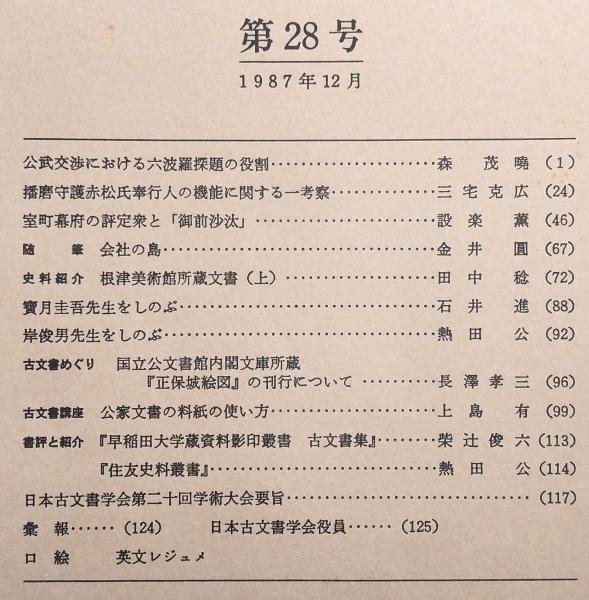 第28号
1987年12月
公武交渉における六波羅探題の役割……………………森 茂暁（1）
播磨守護赤松氏奉行人の機能に関する一考察……………三宅克広（24）
室町幕府の評定衆と「御前沙汰」……………………設楽 薫（46）
随筆 会社の島……………………………金井 圓（67）
史料紹介 根津美術館所蔵文書（上）………………田中 稔（72）
寳月圭吾先生をしのぶ……………………………石井 進（88）
岸俊男先生をしのぶ………………………………熱田 公（92）
古文書めぐり 国立公文書館内閣文庫所蔵
『正保城絵図』の刊行について…………長澤孝三（96）
古文書講座 公家文書の料紙の使い方…………………上島 有（99）
書評と紹介 『早稲田大学蔵資料影印叢書 古文書集』………柴辻俊六（113）
『住友史料叢書』……………………………熱田 公（114）
日本古文書学会第二十回学術大会要旨………………………………（117）
彙報……（124） 日本古文書学会役員……（125）
口絵 英文レジュメ